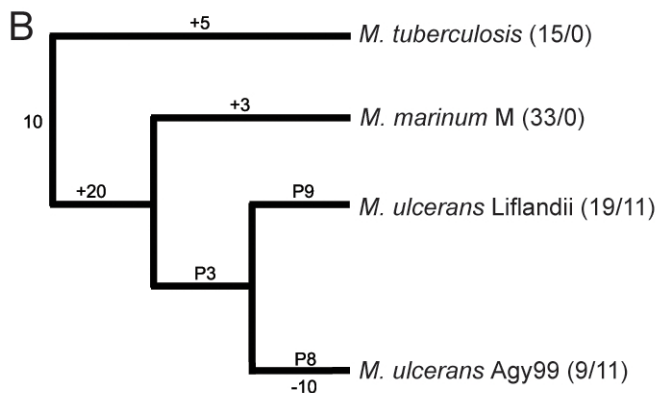 B
+5
M. tuberculosis (15/0)
10
+3
M. marinum M (33/0)
+20
P9
M. ulcerans Liflandii (19/11)
P3
P8
M. ulcerans Agy99 (9/11)
-10